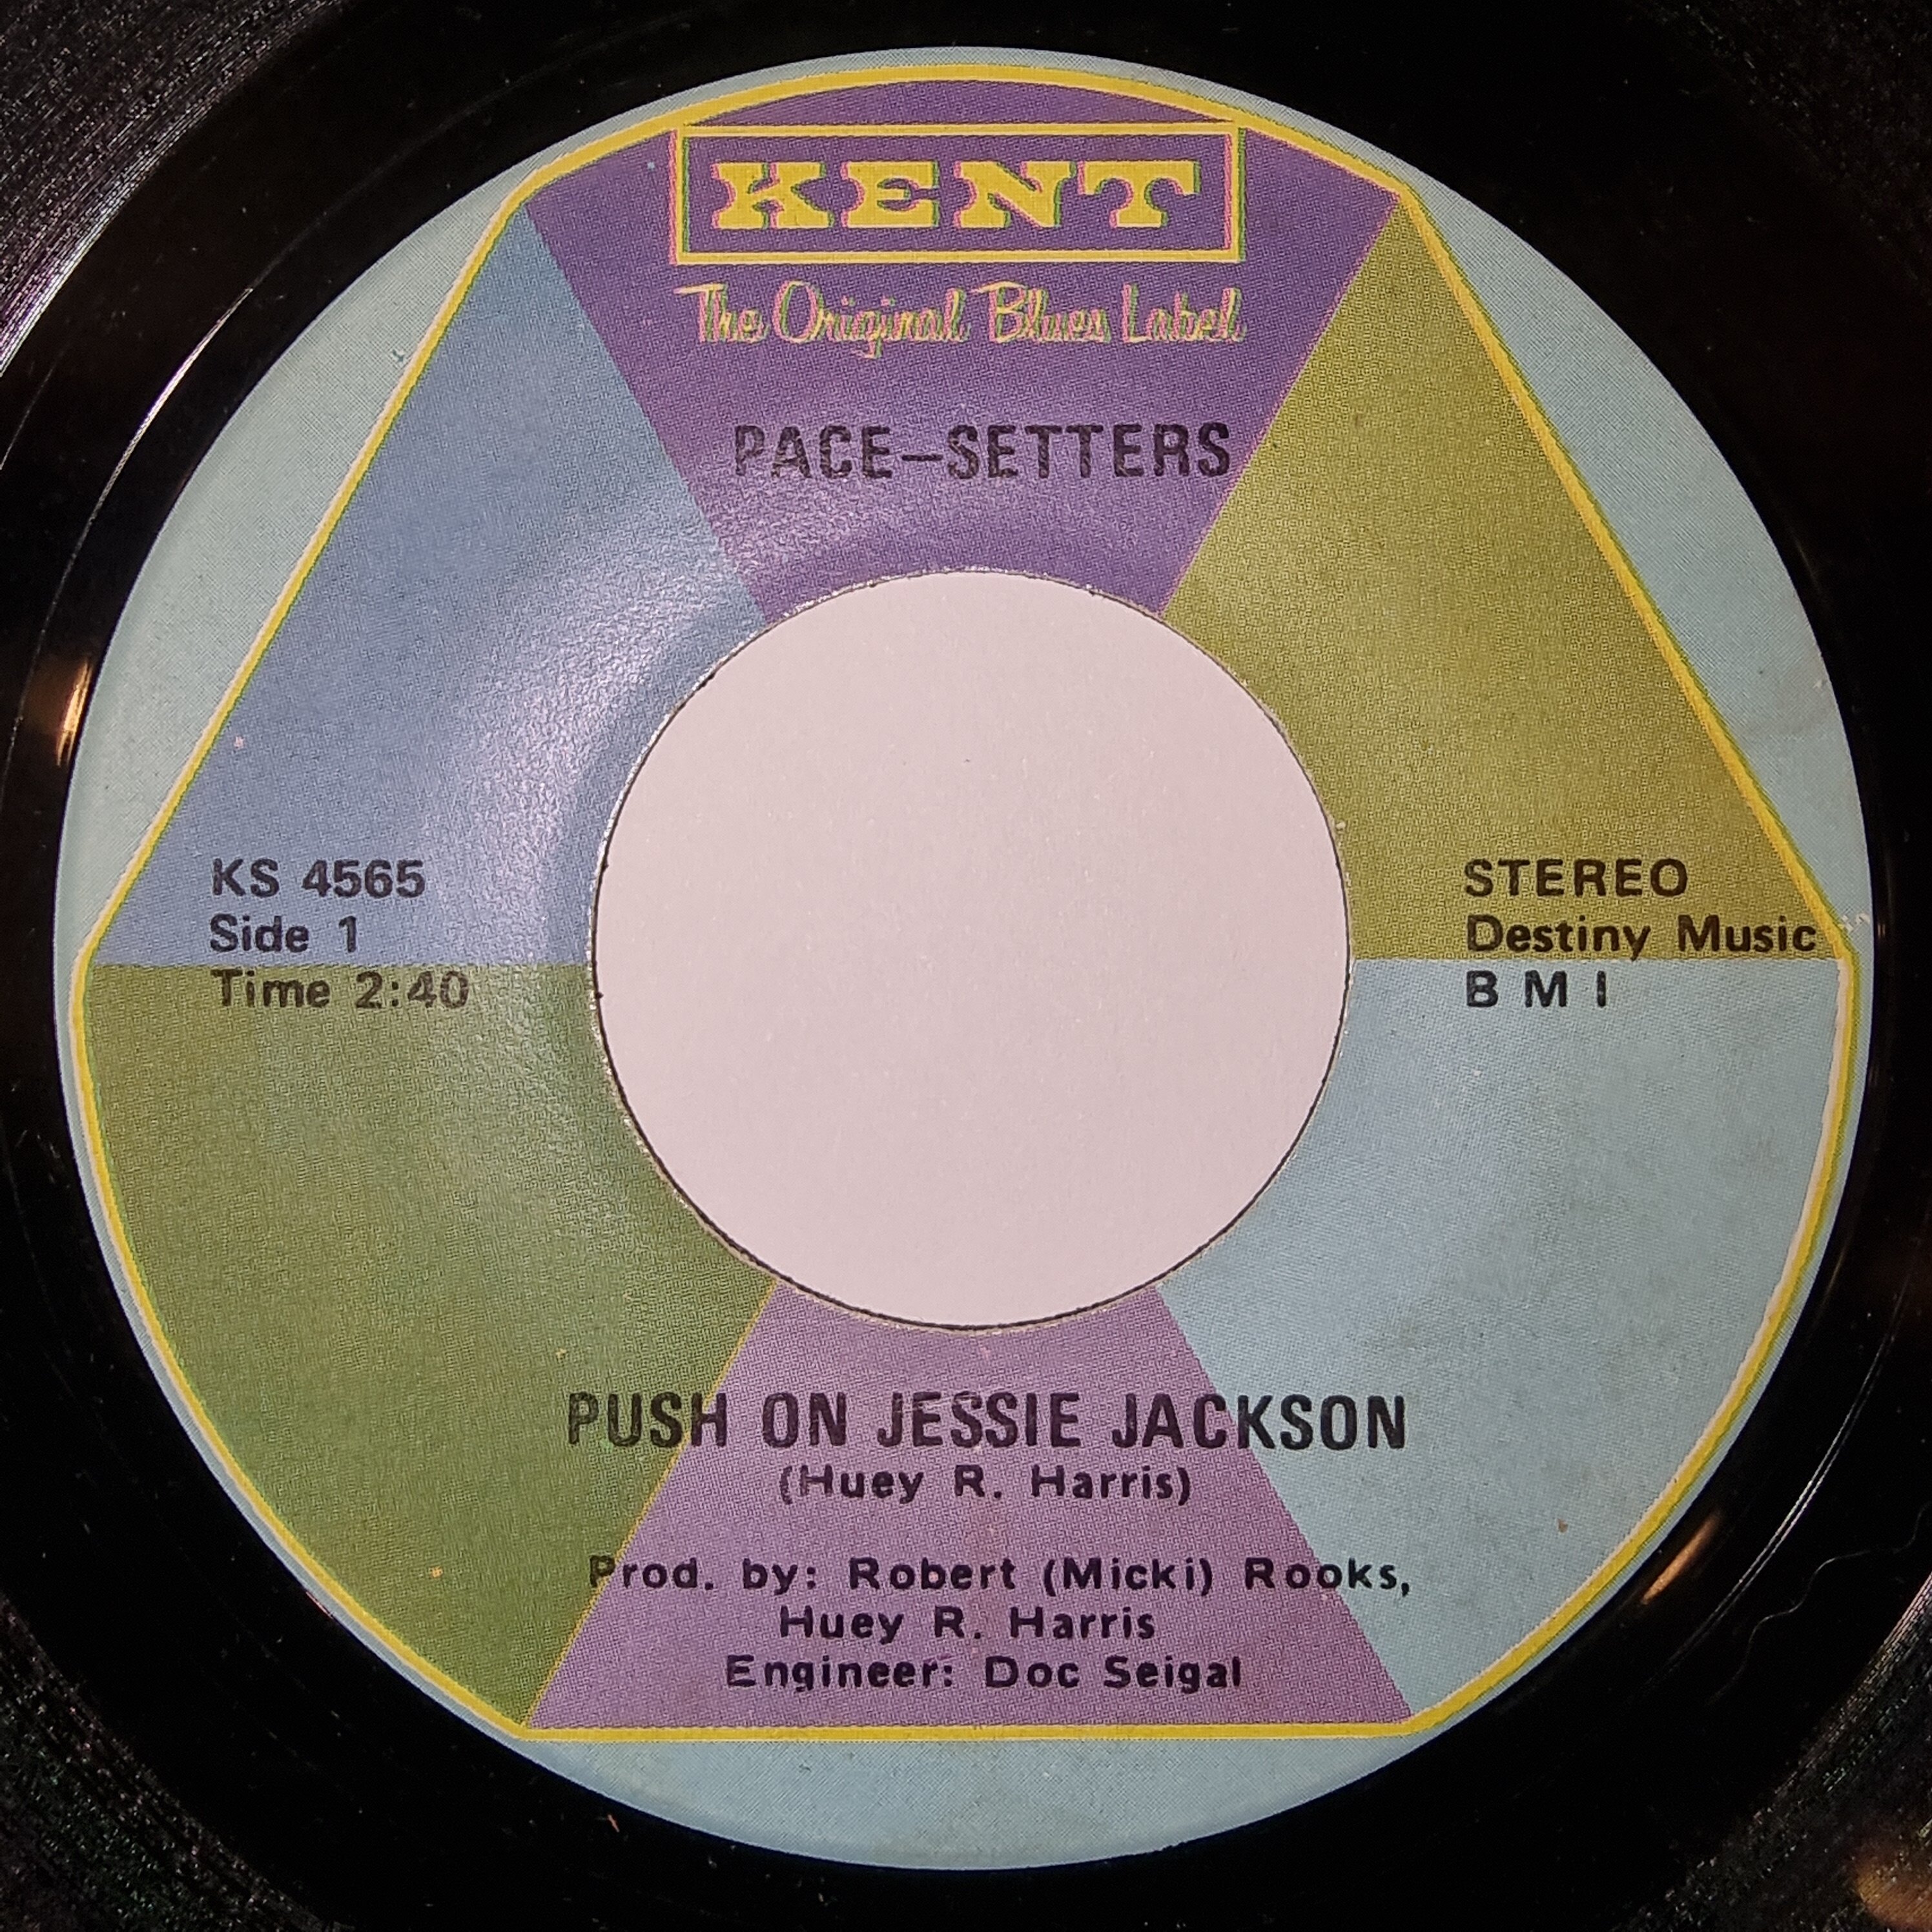 KENT
The Original Blues Label
PACE-SETTERS
KS 4565
Side 1
Time 2:40
STEREO
Destiny Music
B M I
PUSH ON JESSIE JACKSON
(Huey R. Harris)
Prod. by: Robert (Micki) Rooks,
Huey R. Harris
Engineer: Doc Seigal